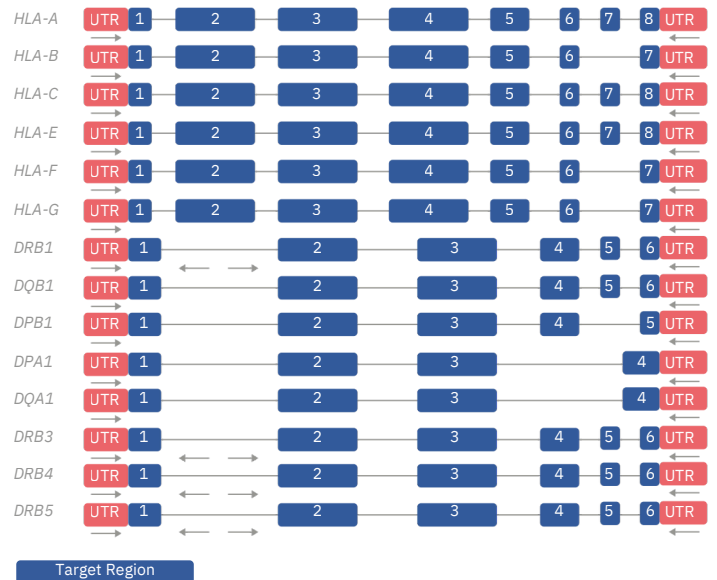 HLA-A UTR 1 2 3 4 5 6 7 8 UTR
HLA-B UTR 1 2 3 4 5 6 7 UTR
HLA-C UTR 1 2 3 4 5 6 7 8 UTR
HLA-E UTR 1 2 3 4 5 6 7 8 UTR
HLA-F UTR 1 2 3 4 5 6 7 UTR
HLA-G UTR 1 2 3 4 5 6 7 UTR
DRB1 UTR 1 2 3 4 5 6 UTR
DQB1 UTR 1 2 3 4 5 6 UTR
DPB1 UTR 1 2 3 4 5 UTR
DPA1 UTR 1 2 3 4 UTR
DQA1 UTR 1 2 3 4 UTR
DRB3 UTR 1 2 3 4 5 6 UTR
DRB4 UTR 1 2 3 4 5 6 UTR
DRB5 UTR 1 2 3 4 5 6 UTR
Target Region